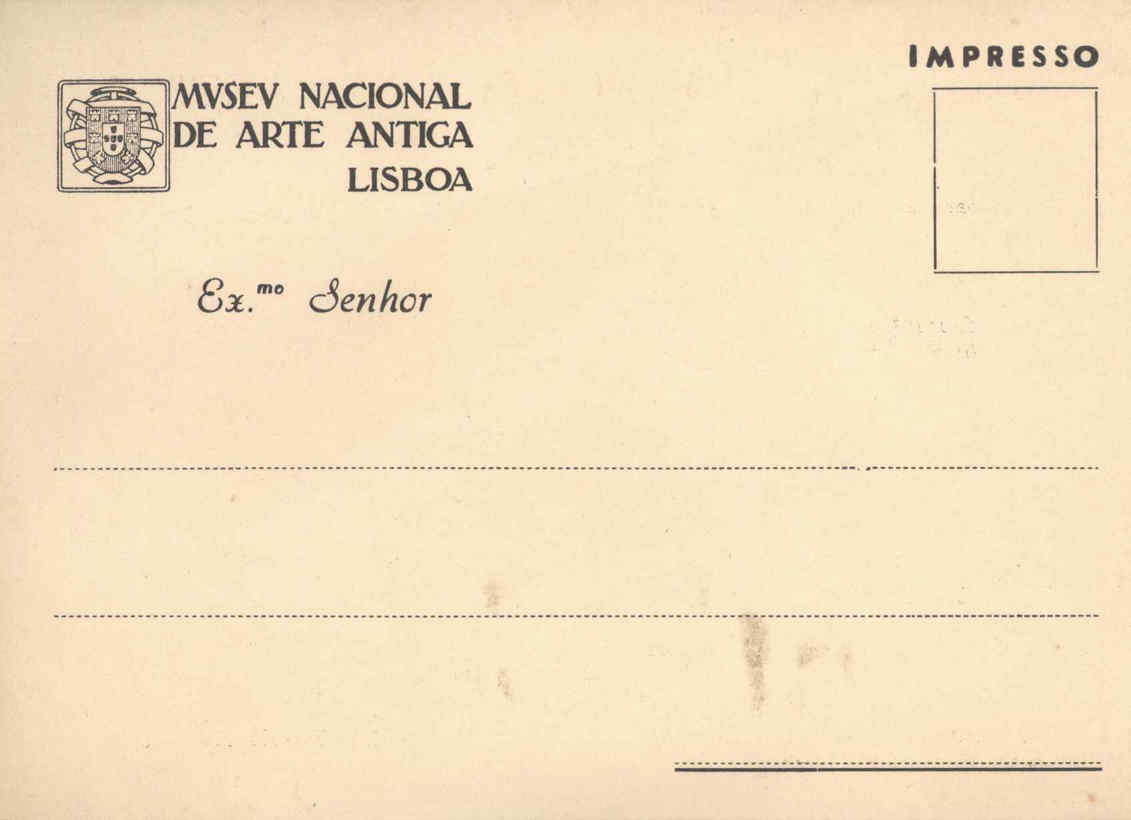 IMPRESSO
MVSEV NACIONAL
DE ARTE ANTIGA
LISBOA
Ex.mo Senhor